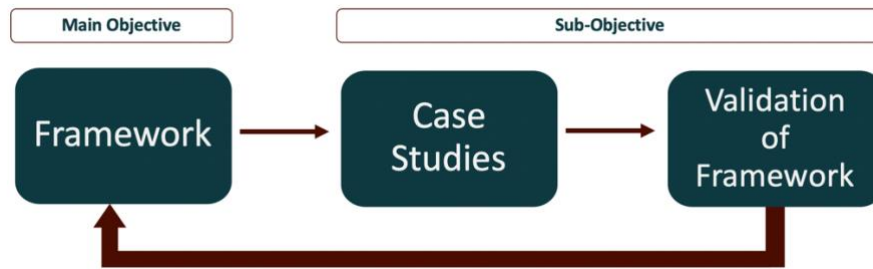 Main Objective
Sub-Objective
Framework
Case
Studies
Validation
of
Framework